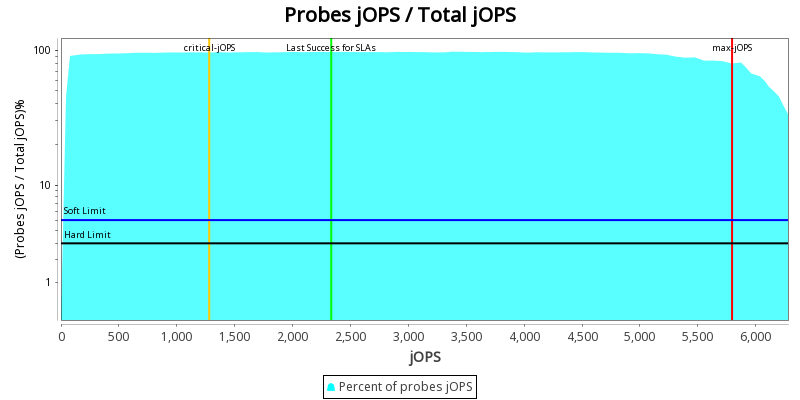 Probes jOPS / Total jOPS
(Probes jOPS / Total jOPS)%
100
10
1
critical-jOPS
Last Success for SLAs
max-jOPS
Soft Limit
Hard Limit
0 500 1,000 1,500 2,000 2,500 3,000 3,500 4,000 4,500 5,000 5,500 6,000
jOPS
Percent of probes jOPS